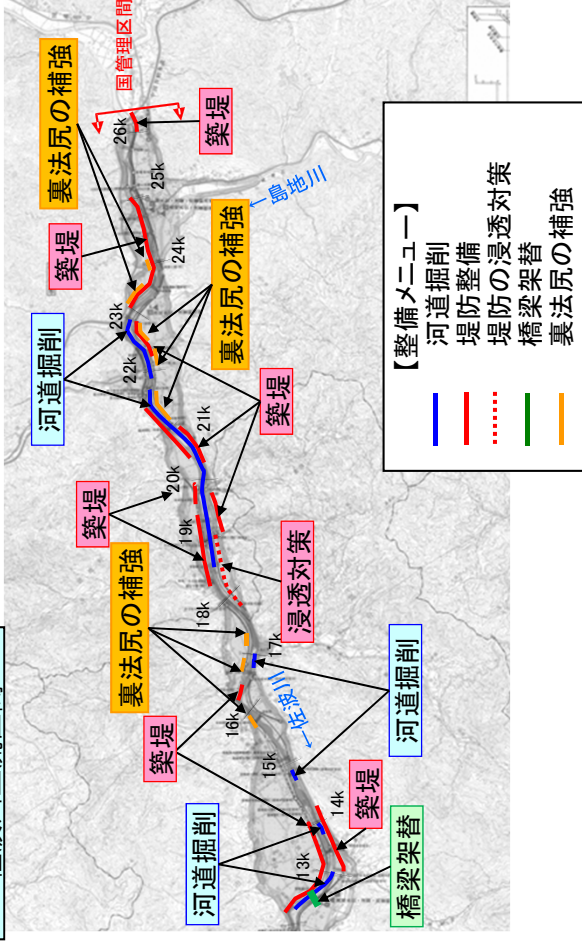 国管理区間
裏法尻の補強
26k
築堤
25k
←島地川
築堤
24k
裏法尻の補強
23k
河道掘削
22k
21k
築堤
20k
築堤
19k
浸透対策
裏法尻の補強
18k
17k
←佐波川
16k
築堤
15k
河道掘削
河道掘削
14k
築堤
13k
橋梁架替
【整備メニュー】
河道掘削
堤防整備
堤防の浸透対策
橋梁架替
裏法尻の補強